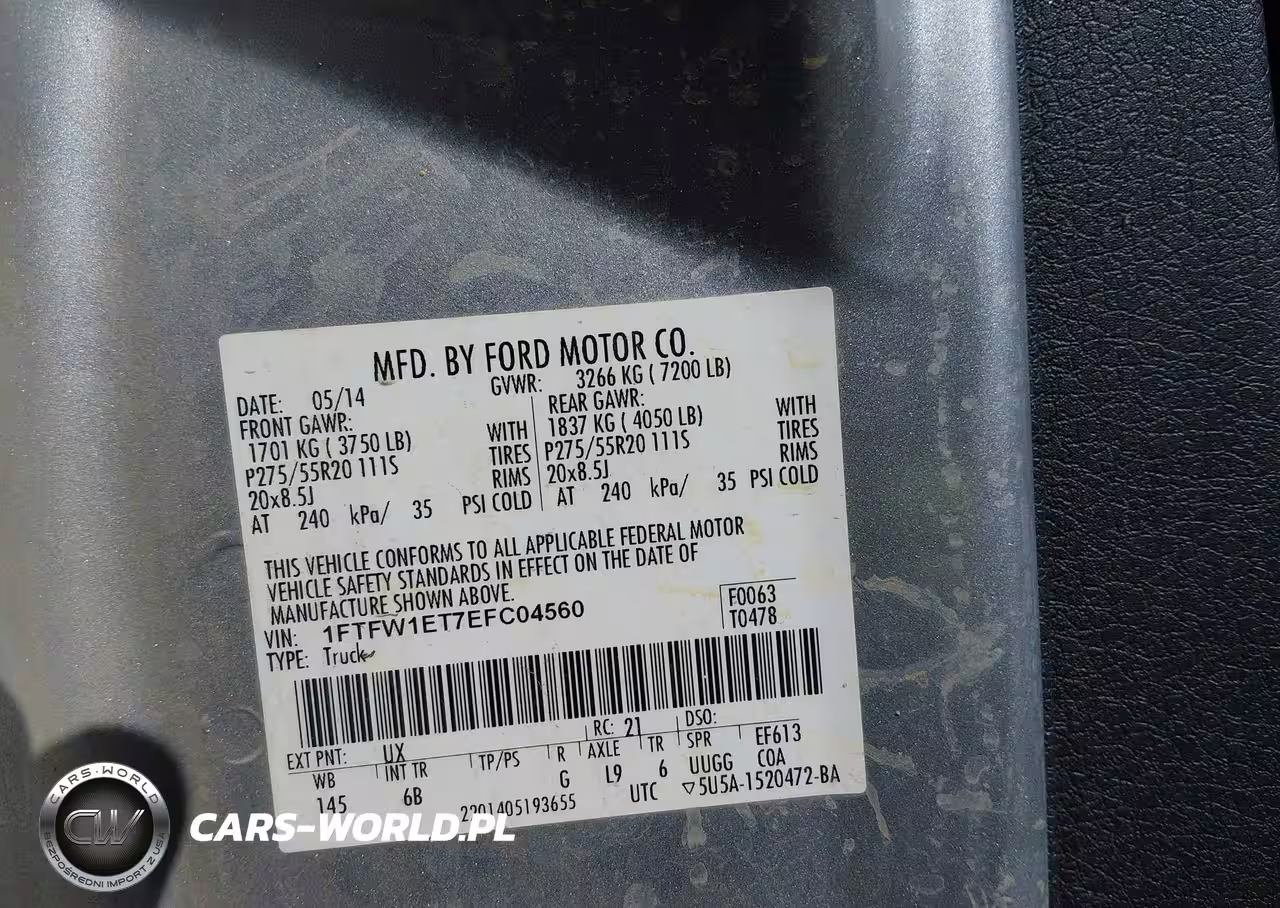 MFD. BY FORD MOTOR CO.
DATE: 05/14 GVWR: 3266 KG ( 7200 LB)
FRONT GAWR: REAR GAWR:
1701 KG ( 3750 LB) WITH 1837 KG ( 4050 LB) WITH
P275/55R20 111S TIRES P275/55R20 111S TIRES
20x8.5J RIMS 20x8.5J RIMS
AT 240 kPa/ 35 PSI COLD AT 240 kPa/ 35 PSI COLD
THIS VEHICLE CONFORMS TO ALL APPLICABLE FEDERAL MOTOR
VEHICLE SAFETY STANDARDS IN EFFECT ON THE DATE OF
MANUFACTURE SHOWN ABOVE.
VIN: 1FTFW1ET7EFC04560 F0063
TYPE: Truck T0478
EXT PNT: UX RC: 21 DSO:
WB INT TR TP/PS R AXLE TR SPR EF613
145 6B G L9 6 UUGG COA
2201405193655 UTC ▽5U5A-1520472-BA
CARS-WORLD
CW
BEZPOŚREDNI IMPORT Z USA
CARS-WORLD.PL